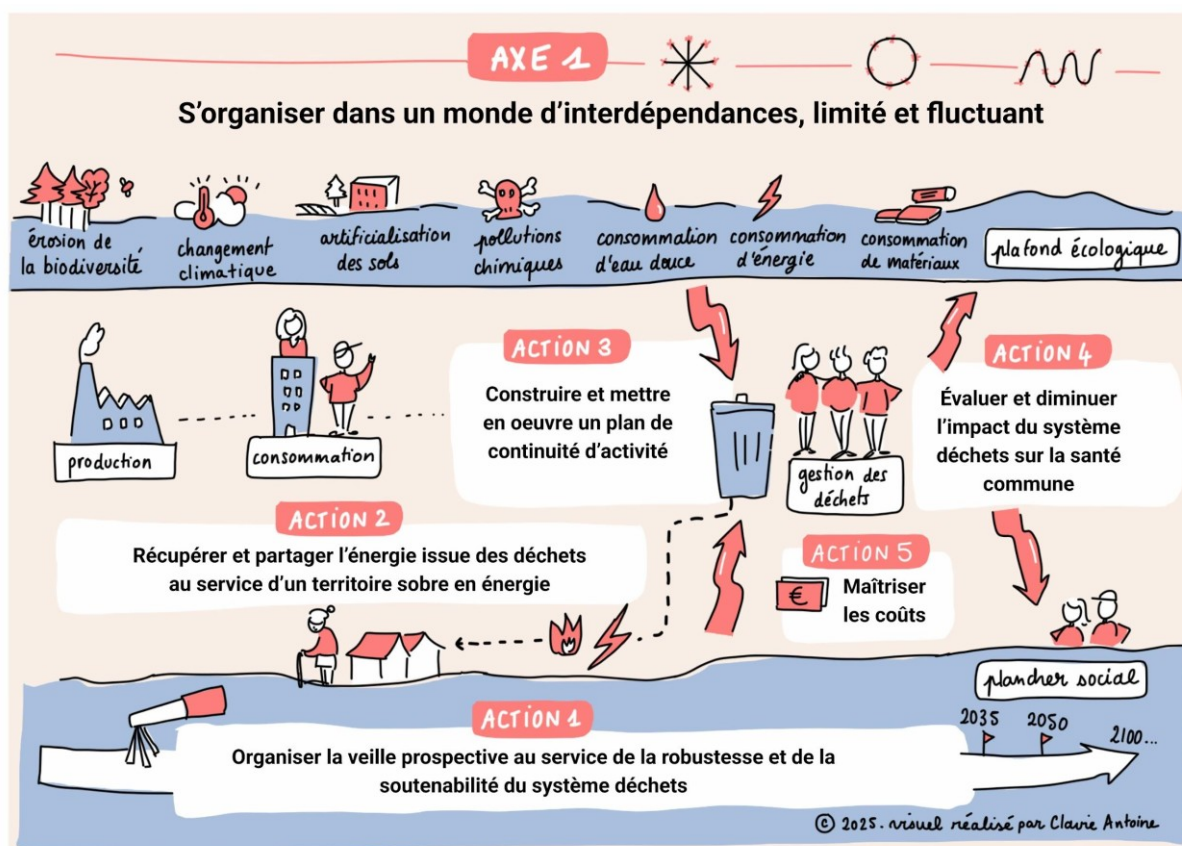 AXE 1
S’organiser dans un monde d’interdépendances, limité et fluctuant
érosion de
la biodiversité
changement
climatique
artificialisation
des sols
pollutions
chimiques
consommation
d'eau douce
consommation
d'énergie
consommation
de matériaux
plafond écologique
production
consommation
ACTION 3
Construire et mettre
en oeuvre un plan de
continuité d’activité
gestion des
déchets
ACTION 4
Évaluer et diminuer
l’impact du système
déchets sur la santé
commune
ACTION 2
Récupérer et partager l’énergie issue des déchets
au service d’un territoire sobre en énergie
ACTION 5
€
Maîtriser
les coûts
plancher social
ACTION 1
Organiser la veille prospective au service de la robustesse et de la
soutenabilité du système déchets
2035
2050
2100...
© 2025. visuel réalisé par Clavie Antoine